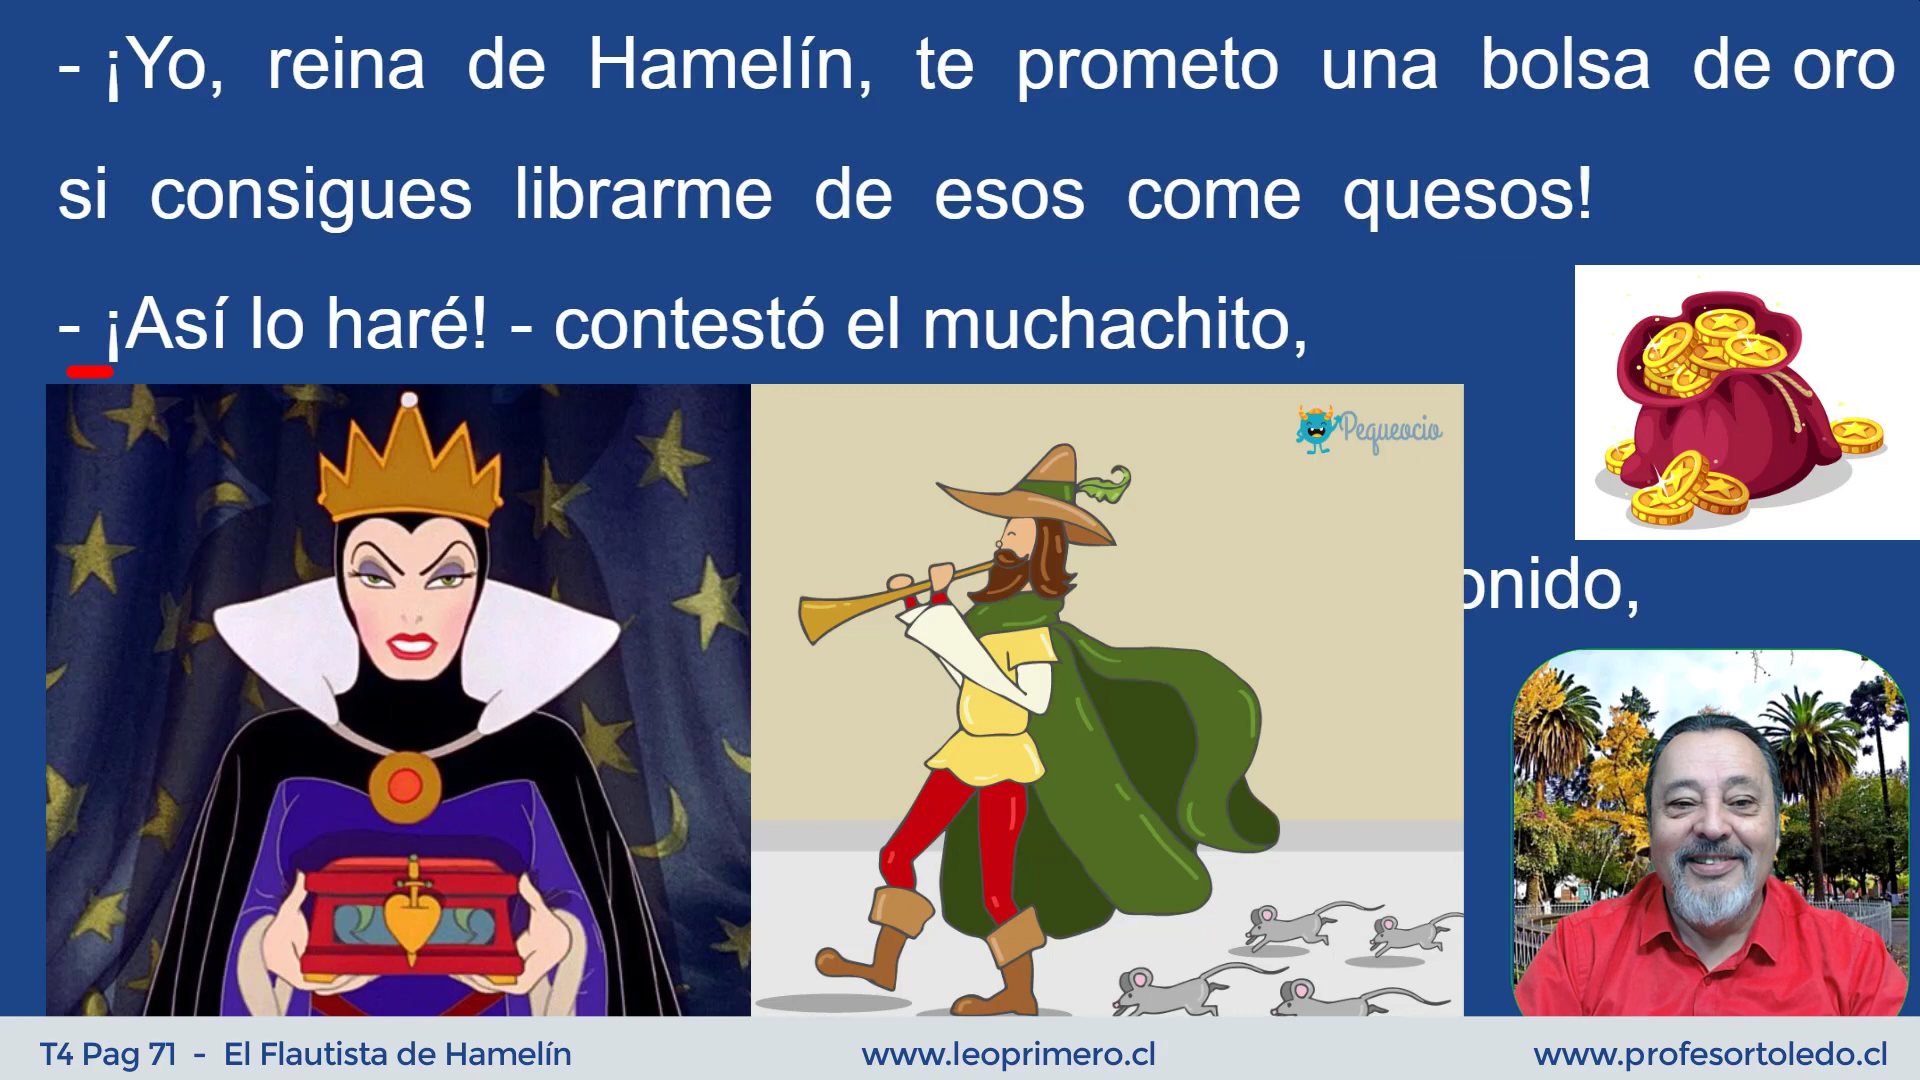 - ¡Yo, reina de Hamelín, te prometo una bolsa de oro
si consigues librarme de esos come quesos!
- ¡Así lo haré! - contestó el muchachito,
Pequeocio
onido,
T4 Pag 71 - El Flautista de Hamelín
www.leoprimero.cl
www.profesortoledo.cl